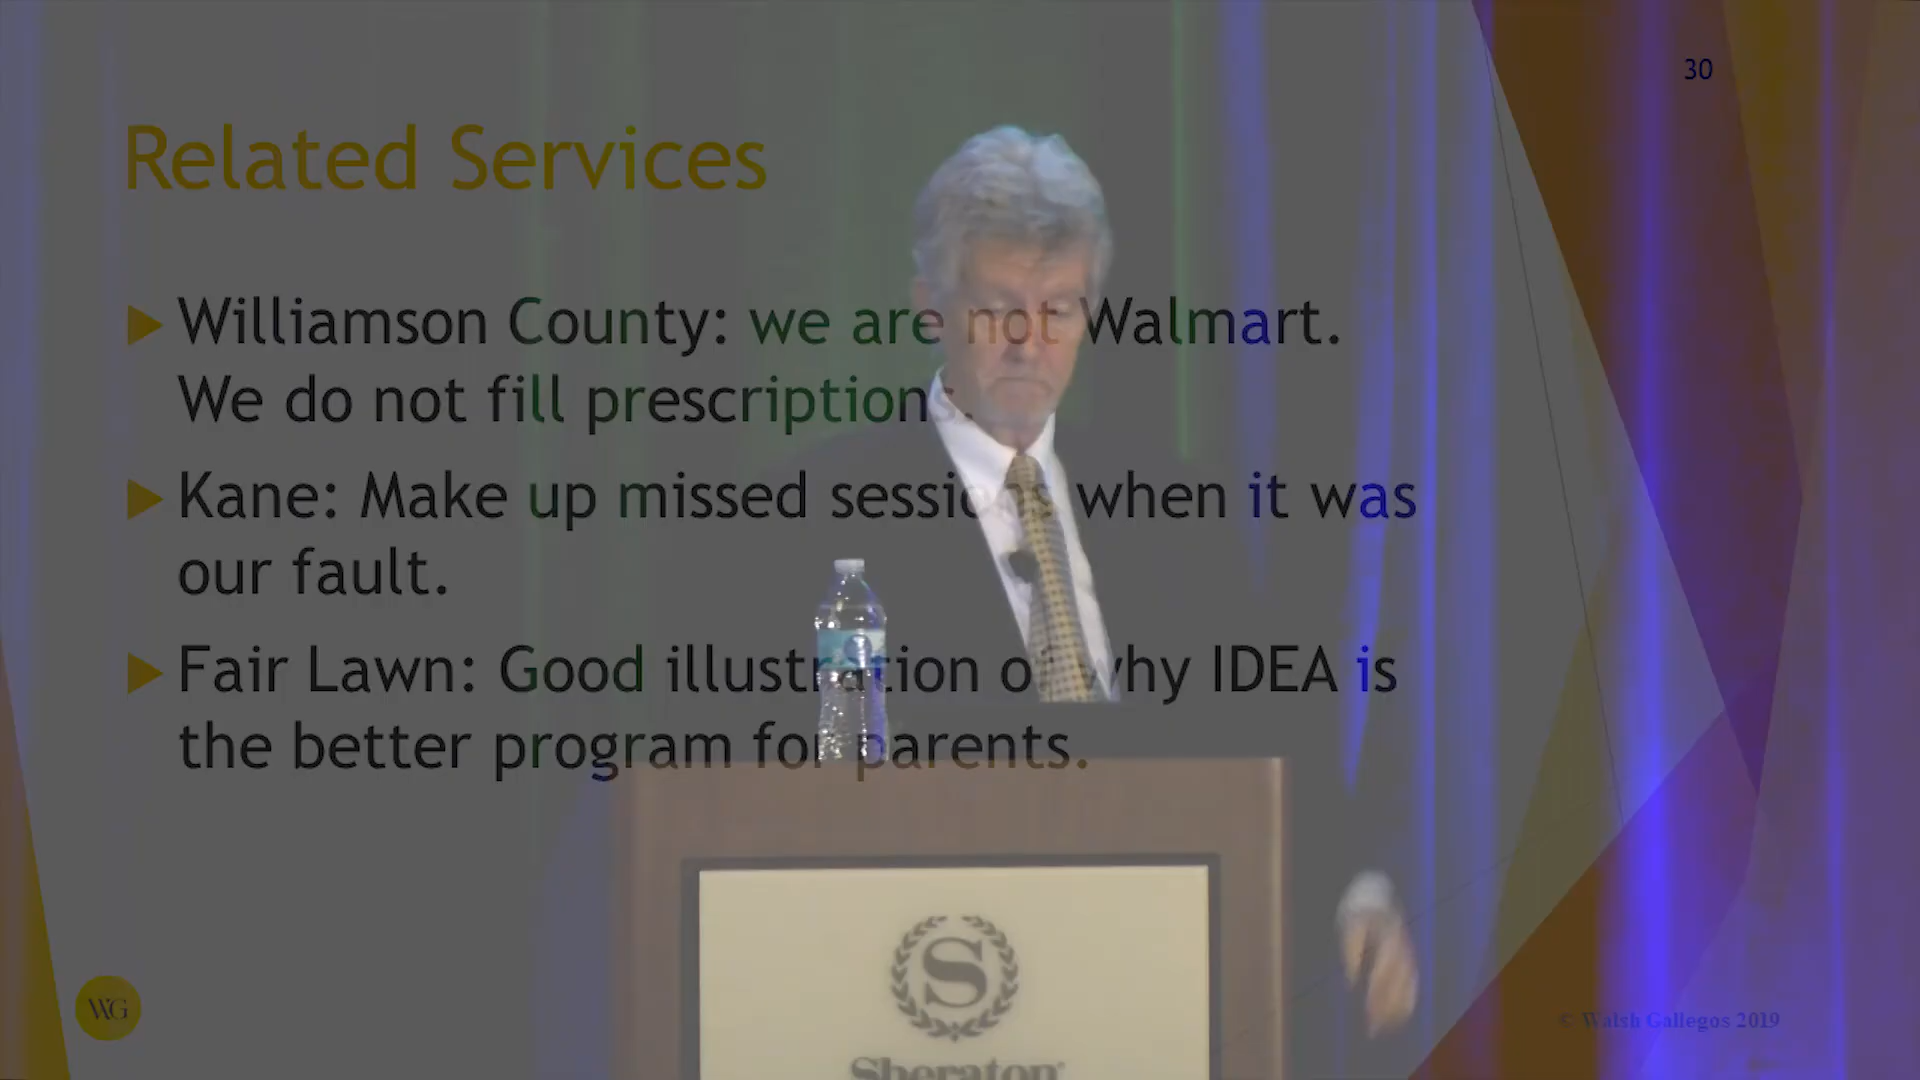 30
Related Services
Williamson County: we are not Walmart.
We do not fill prescriptions.
Kane: Make up missed sessions when it was
our fault.
Fair Lawn: Good illustration of why IDEA is
the better program for parents.
WG
© Walsh Gallegos 2019
S
Sheraton